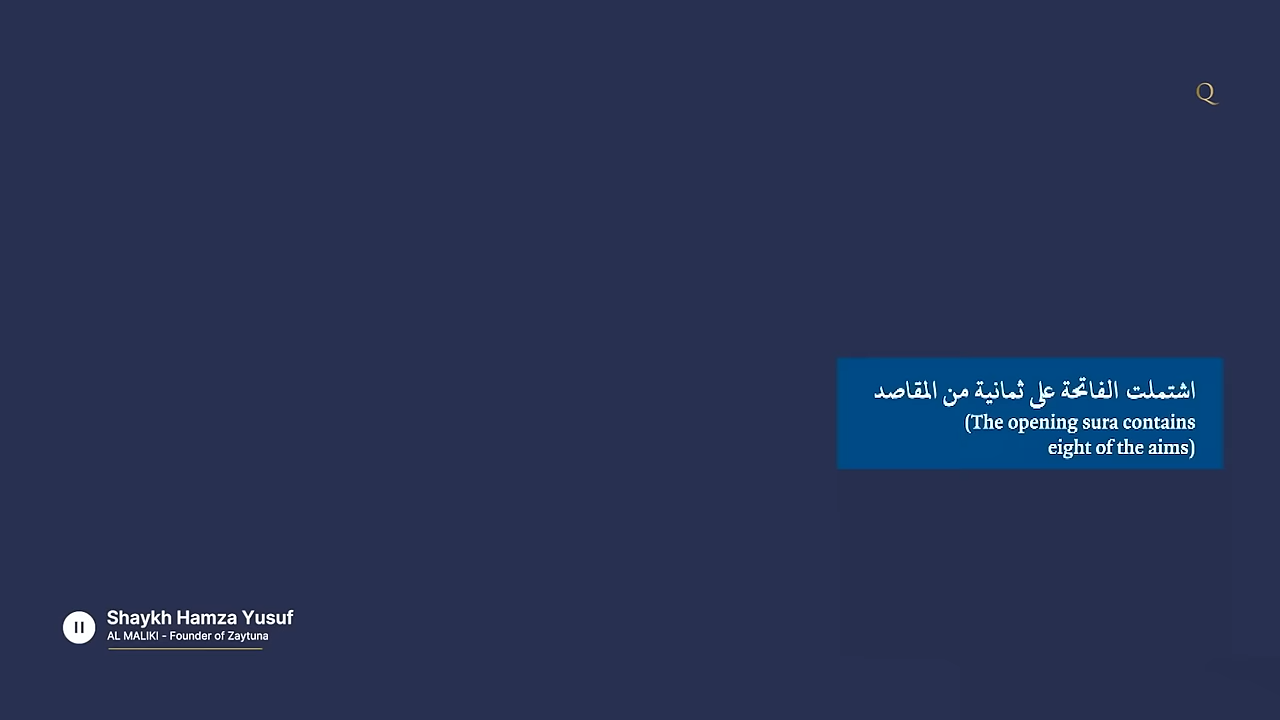 Q
اشتملت الفاتحة على ثمانية من المقاصد
(The opening sura contains
eight of the aims)
Shaykh Hamza Yusuf
AL MALIKI - Founder of Zaytuna